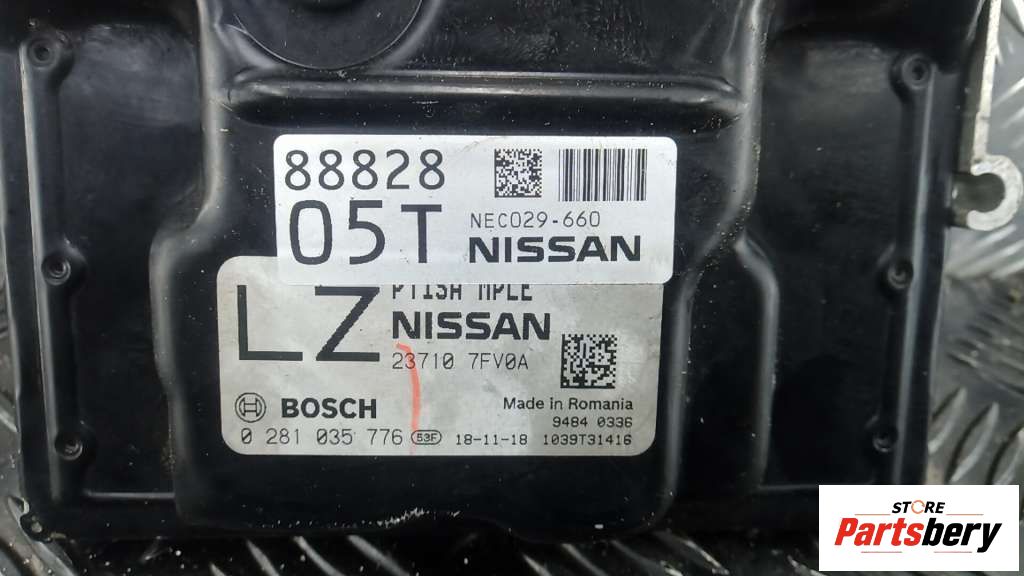 88828
05T
NEC029-660
NISSAN
LZ
NISSAN
23710 7FV0A
BOSCH
Made in Romania
9484 0336
0 281 035 776 53F 18-11-18 1039T31416
STORE
Partsbery